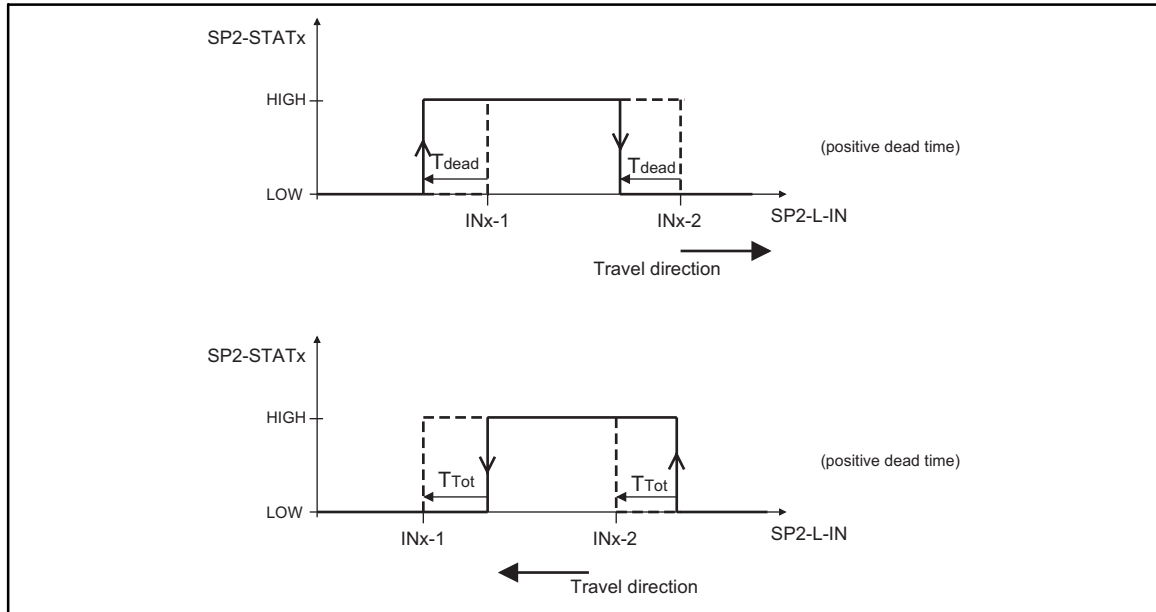 SP2-STATx
HIGH
Tdead
Tdead
(positive dead time)
LOW
INx-1
INx-2
SP2-L-IN
Travel direction
SP2-STATx
HIGH
TTot
TTot
(positive dead time)
LOW
INx-1
INx-2
SP2-L-IN
Travel direction